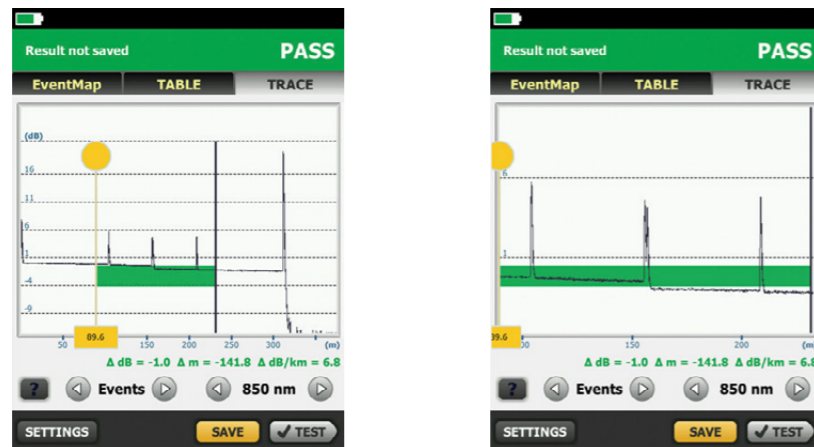 Result not saved PASS
EventMap TABLE TRACE
(dB)
16
11
6
1
-4
-9
89.6
50 150 200 250 300 (m)
Δ dB = -1.0 Δ m = -141.8 Δ dB/km = 6.8
? Events 850 nm
SETTINGS SAVE TEST
Result not saved PASS
EventMap TABLE TRACE
6
1
9.6
00 150 200 (m
Δ dB = -1.0 Δ m = -141.8 Δ dB/km = 6.8
? Events 850 nm
SETTINGS SAVE TEST